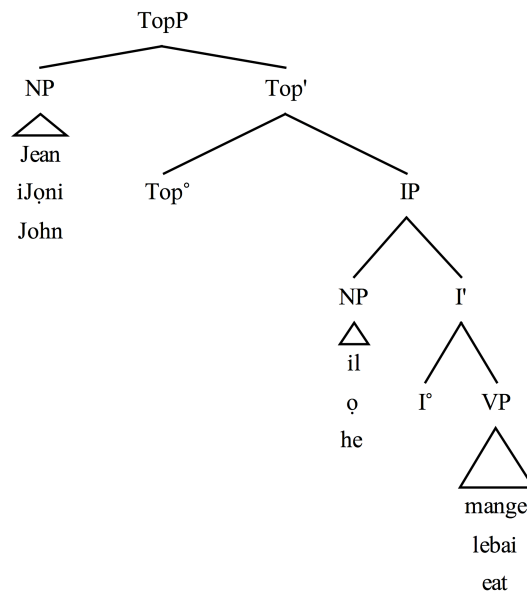 TopP
NP Top'
Jean
iJọni
John
Top° IP
NP I'
il
ọ
he
I° VP
mange
lebai
eat